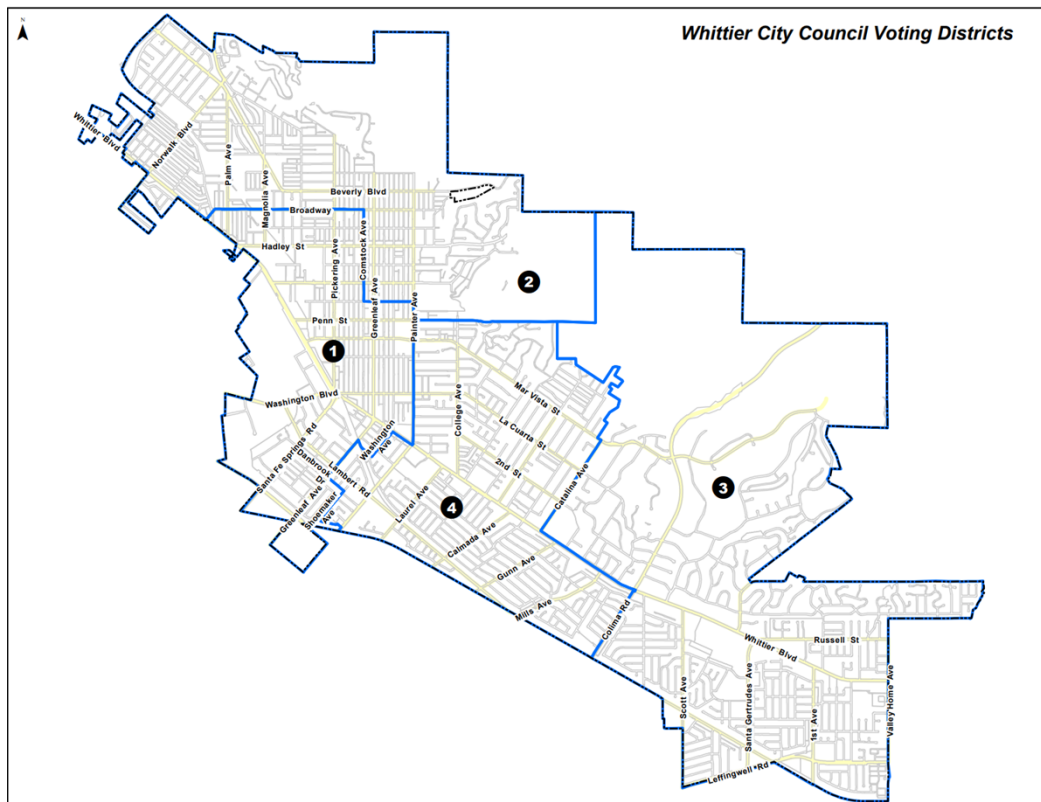 N
Whittier City Council Voting Districts
Whittier Blvd
Norwalk Blvd
Palm Ave
Magnolia Ave
Beverly Blvd
Broadway
Hadley St
Pickering Ave
Comstock Ave
Greenleaf Ave
Painter Ave
2
Penn St
1
Washington Blvd
Mar Vista St
College Ave
La Cuarta St
2nd St
Catalina Ave
3
Santa Fe Springs Rd
Danbrook
Dr
Washington
Ave
Lambert Rd
Greenleaf Ave
Shoemaker
Ave
Laurel Ave
4
Calmada Ave
Gunn Ave
Mills Ave
Colima Rd
Whittier Blvd
Russell St
Scott Ave
Santa Gertrudes Ave
1st Ave
Valley Home Ave
Leffingwell Rd